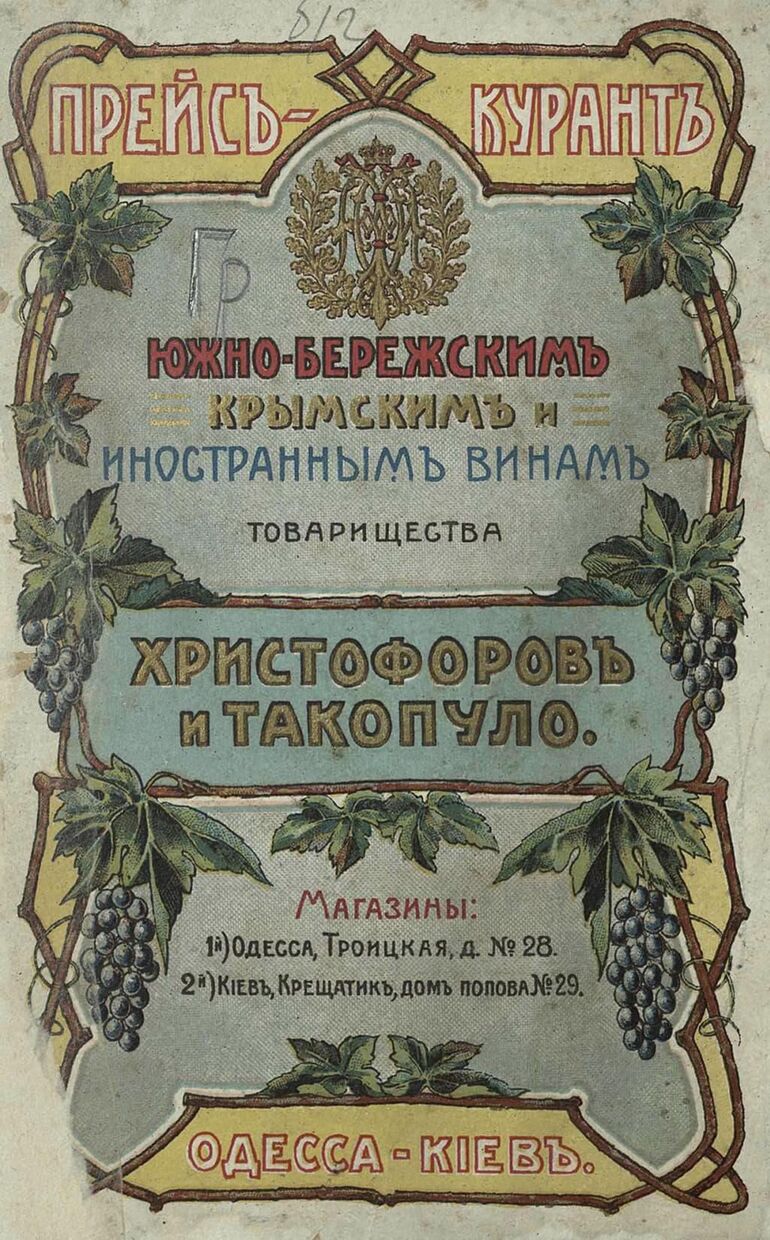 ПРЕЙСЪ-КУРАНТЪ
Гр
ЮЖНО-БЕРЕЖСКИМЪ
КРЫМСКИМЪ и
ИНОСТРАННЫМЪ ВИНАМЪ
ТОВАРИЩЕСТВА
ХРИСТОФОРОВЪ
и ТАКОПУЛО.
МАГАЗИНЫ:
1й) ОДЕССА, ТРОИЦКАЯ, Д. № 28.
2й) КІЕВЪ, КРЕЩАТИКЪ, ДОМЪ ПОПОВА № 29.
ОДЕССА - КІЕВЪ.